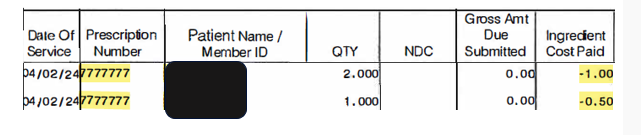 Date Of Service Prescription Number Patient Name / Member ID QTY NDC Gross Amt Due Submitted Ingredient Cost Paid
04/02/24 7777777 2.000 0.00 -1.00
04/02/24 7777777 1.000 0.00 -0.50